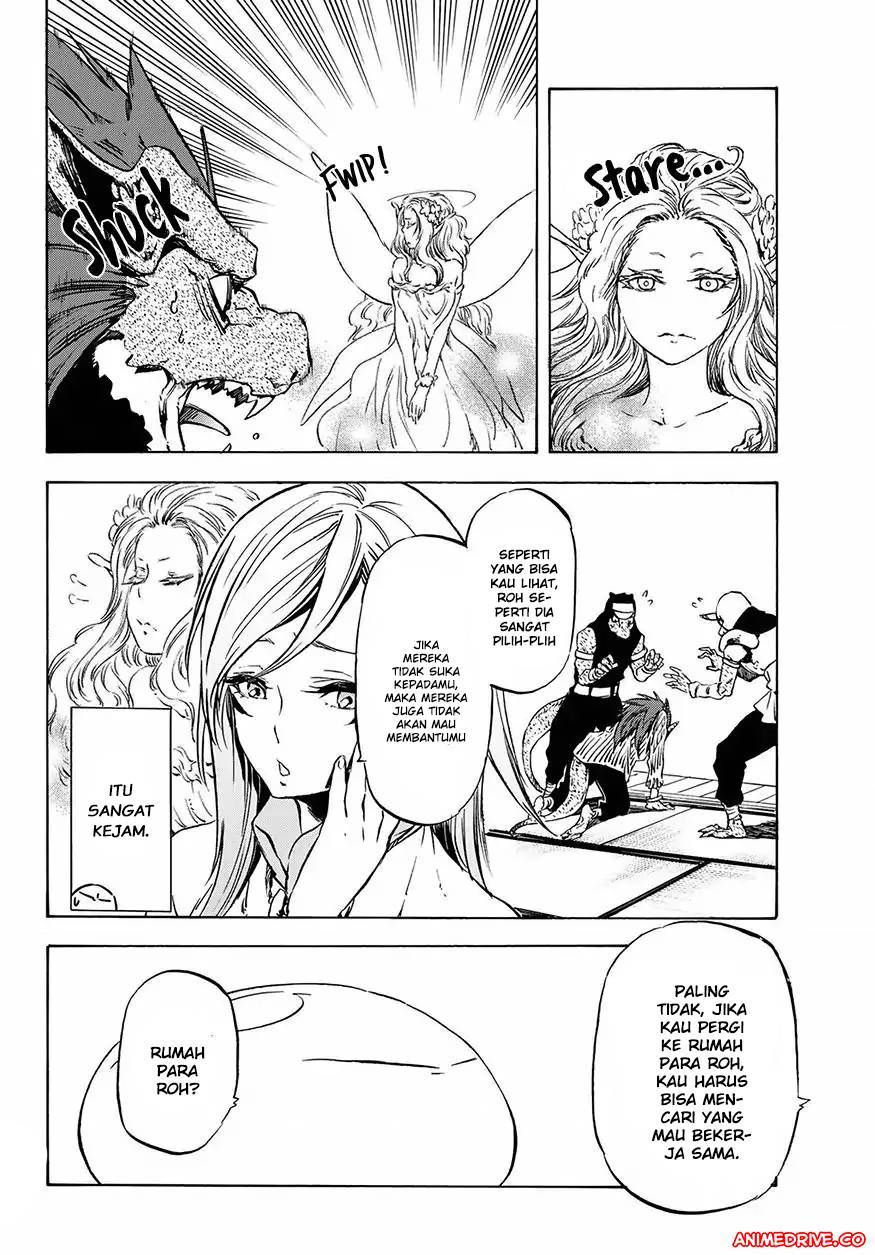 Stare...
FWIP!
Shock
SEPERTI
YANG BISA
KAU LIHAT,
ROH SE-
PERTI DIA
SANGAT
PILIH-PLIH
JIKA
MEREKA
TIDAK SUKA
KEPADAMU,
MAKA MEREKA
JUGA TIDAK
AKAN MAU
MEMBANTUMU
ITU
SANGAT
KEJAM.
PALING
TIDAK, JIKA
KAU PERGI
KE RUMAH
PARA ROH,
KAU HARUS
BISA MEN-
CARI YANG
MAU BEKER-
JA SAMA.
RUMAH
PARA
ROH?
ANIMEDRIVE.CO